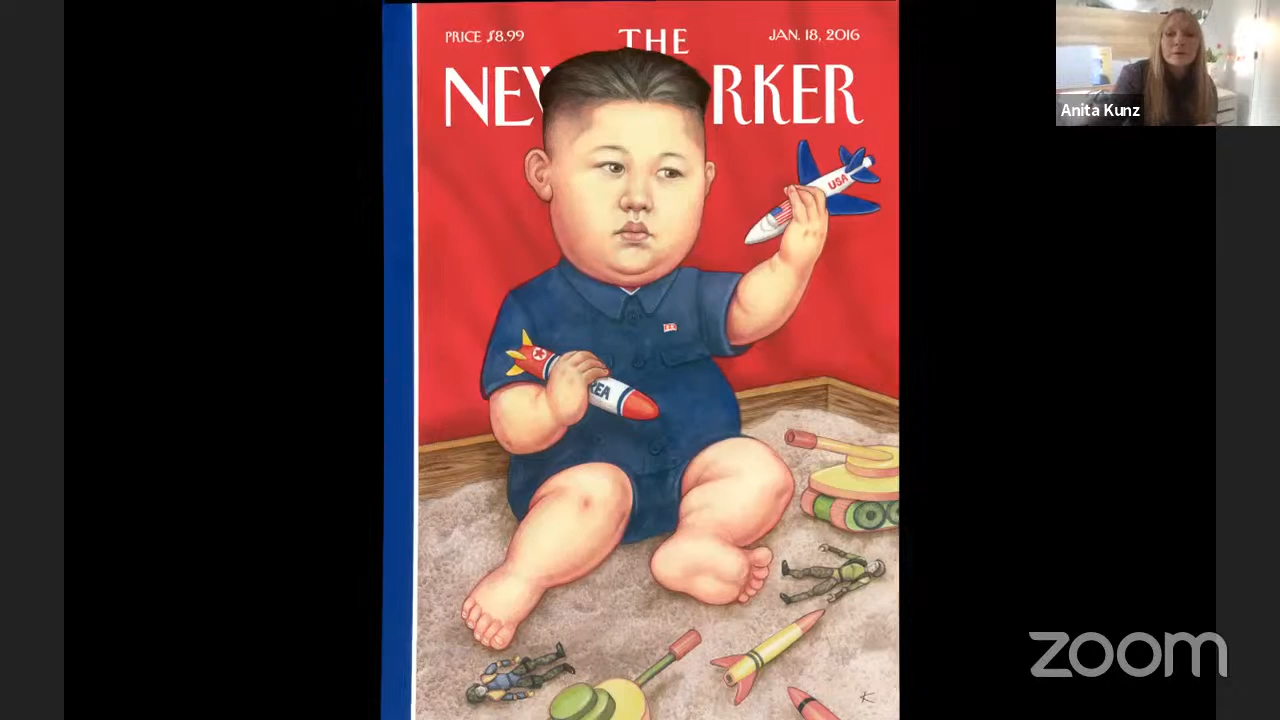 PRICE $8.99
THE
JAN. 18, 2016
NEW YORKER
USA
REA
Anita Kunz
zoom
K